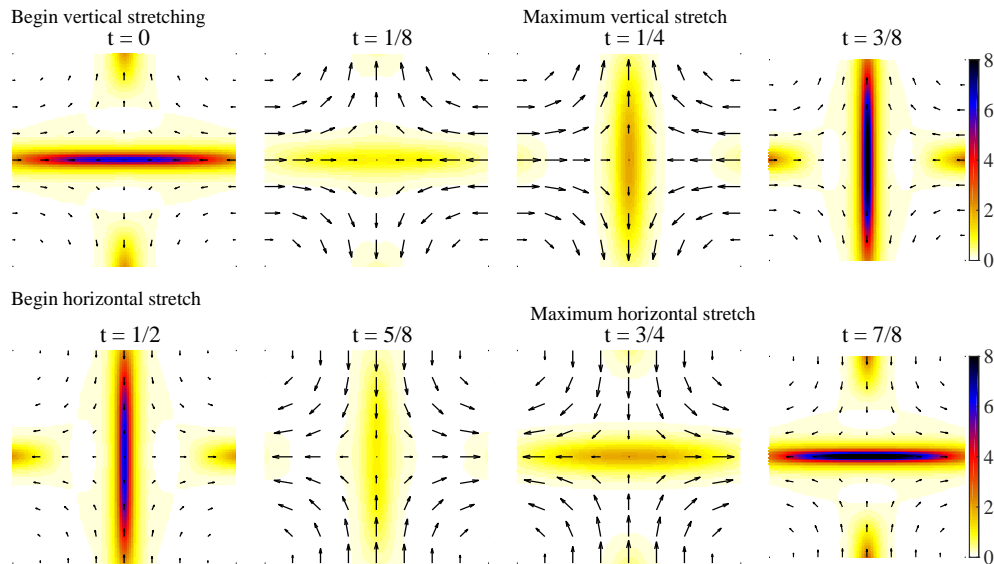 Begin vertical stretching
Maximum vertical stretch
t = 0
t = 1/8
t = 1/4
t = 3/8
8
6
4
2
0
Begin horizontal stretch
Maximum horizontal stretch
t = 1/2
t = 5/8
t = 3/4
t = 7/8
8
6
4
2
0